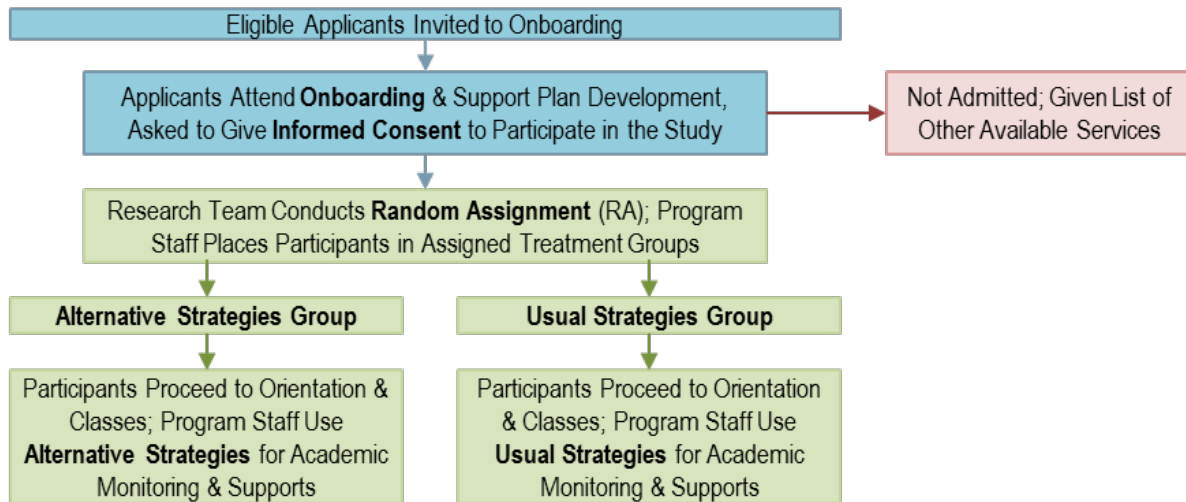 Eligible Applicants Invited to Onboarding
Applicants Attend Onboarding & Support Plan Development,
Asked to Give Informed Consent to Participate in the Study
Not Admitted; Given List of
Other Available Services
Research Team Conducts Random Assignment (RA); Program
Staff Places Participants in Assigned Treatment Groups
Alternative Strategies Group
Usual Strategies Group
Participants Proceed to Orientation &
Classes; Program Staff Use
Alternative Strategies for Academic
Monitoring & Supports
Participants Proceed to Orientation
& Classes; Program Staff Use
Usual Strategies for Academic
Monitoring & Supports